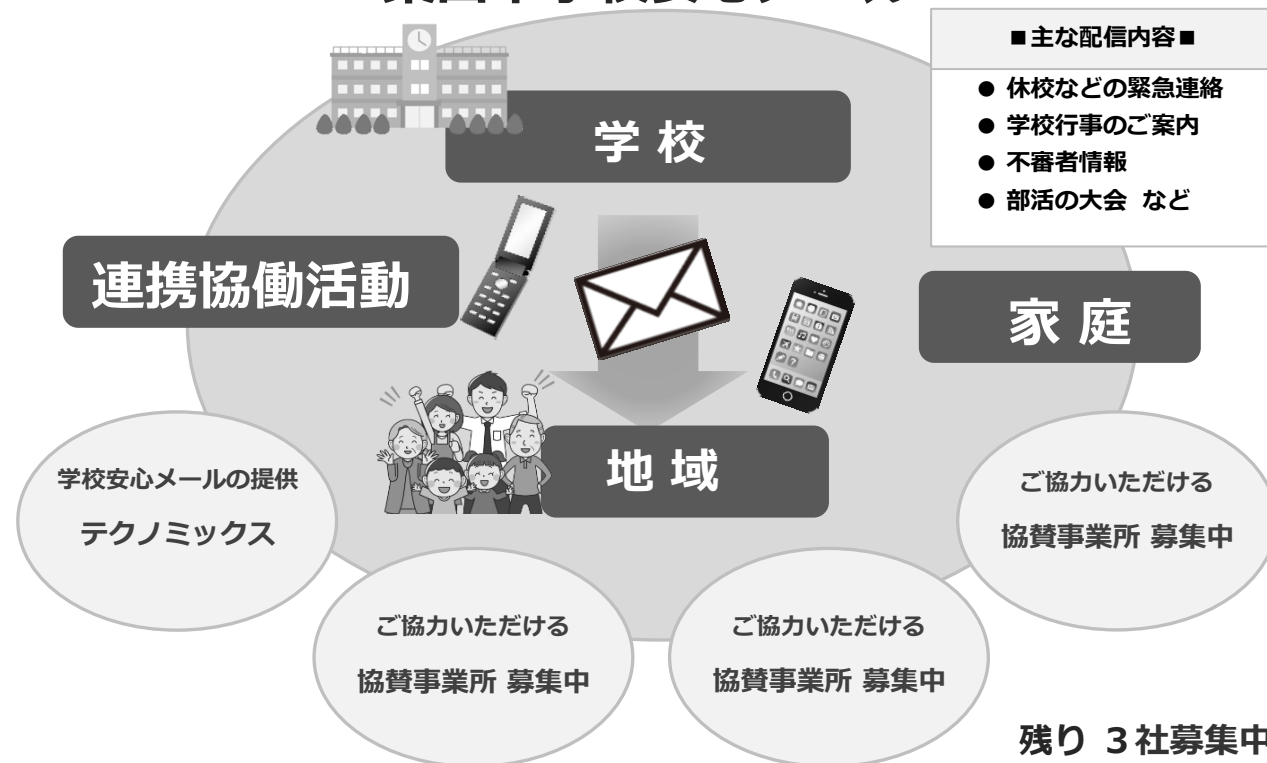 ■主な配信内容■
● 休校などの緊急連絡
● 学校行事のご案内
● 不審者情報
● 部活の大会 など
学 校
連携協働活動
家 庭
地 域
学校安心メールの提供
テクノミックス
ご協力いただける
協賛事業所 募集中
ご協力いただける
協賛事業所 募集中
ご協力いただける
協賛事業所 募集中
残り 3社募集中